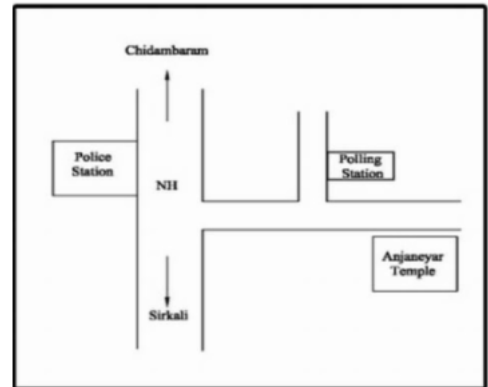 Chidambaram
Police
Station
Polling
Station
NH
Anjaneyar
Temple
Sirkali